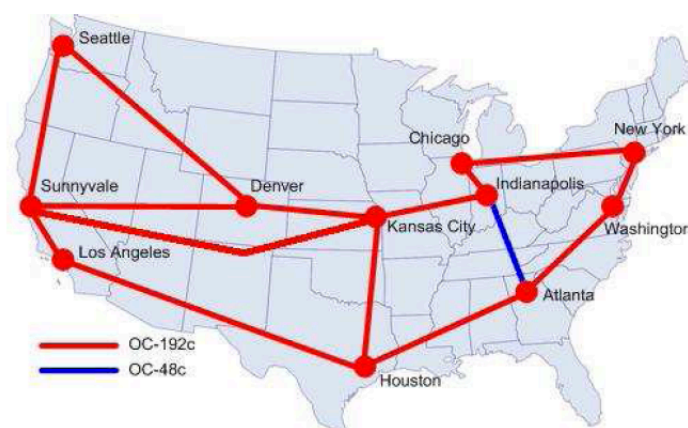 Seattle
New York
Chicago
Sunnyvale
Denver
Indianapolis
Kansas City
Washington
Los Angeles
Atlanta
OC-192c
OC-48c
Houston